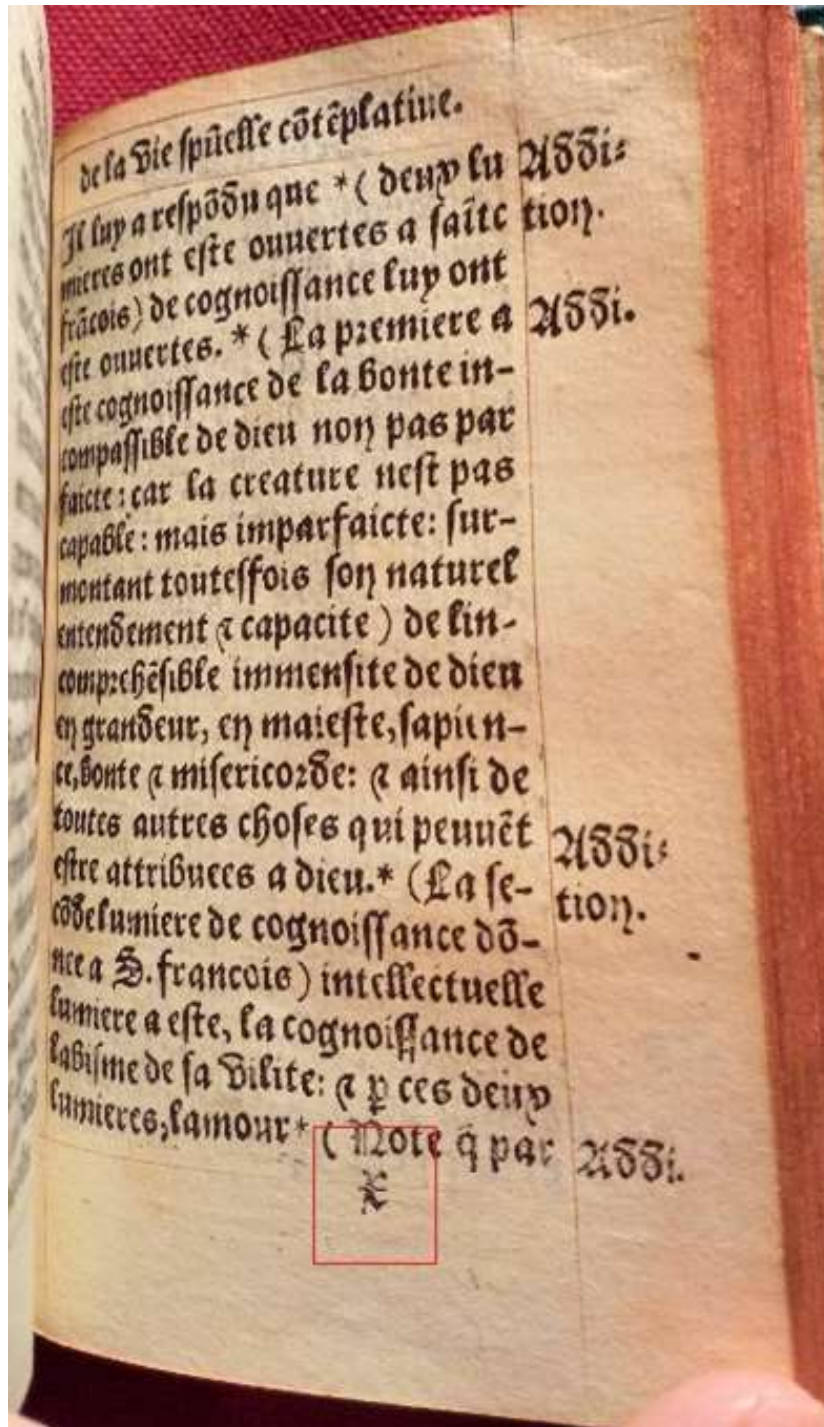 de la vie spũelle cõtẽplatiue.
Il luy a respõdu que *( deux lu Addi⸗
mieres ont este ouuertes a saĩct tion.
frãcois) de cognoissance luy ont
este ouuertes. * ( La premiere a Addi.
este cognoissance de la bonte in-
compassible de dieu non pas par
faicte : car la creature nest pas
capable : mais imparfaicte: sur-
montant toutesfois son naturel
entendement ⁊ capacite ) de lin-
comprehẽsible immensite de dieu
en grandeur, en maieste, sapien-
ce, bonte ⁊ misericorde: ⁊ ainsi de
toutes autres choses qui peuuẽt Addi⸗
estre attribuees a dieu.* (La se- tion.
cõde lumiere de cognoissance dõ-
nee a S. francois) intellectuelle
lumiere a este, la cognoissance de
labisme de sa vilite: ⁊ ꝑ ces deux
lumieres, lamour* ( Note q̃ par Addi.